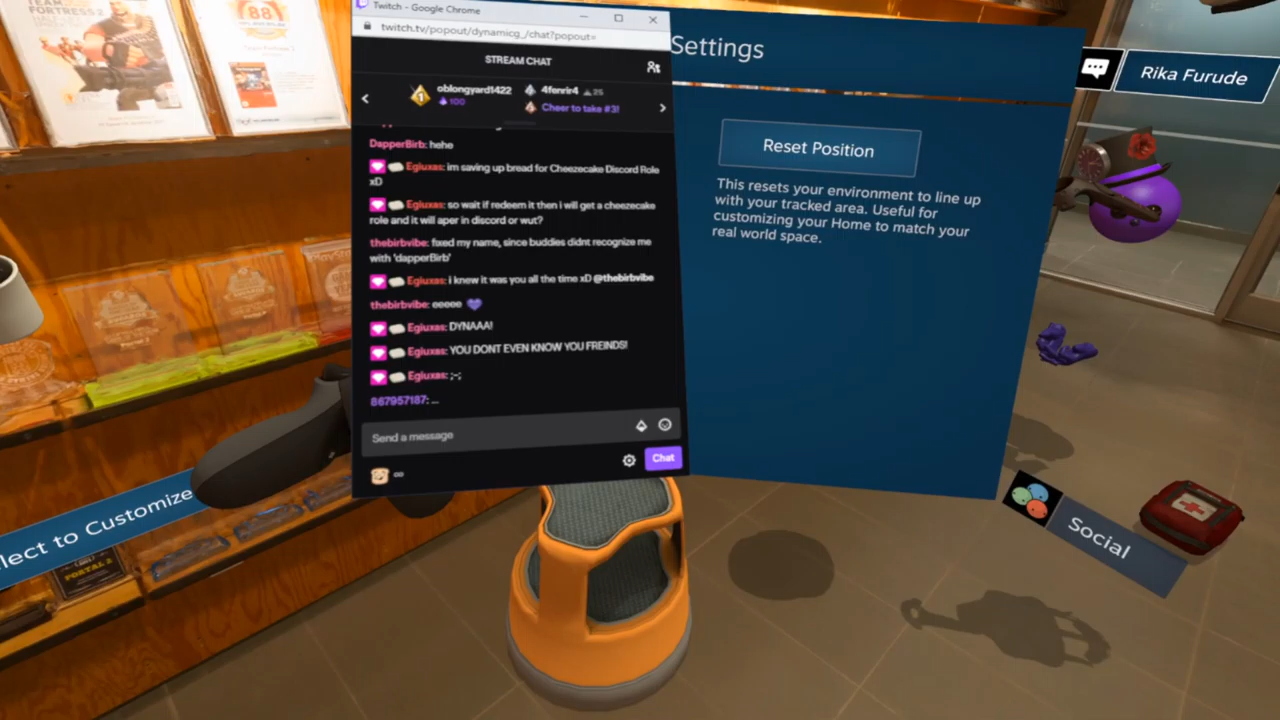 TEAM
FORTRESS 2
88
Twitch - Google Chrome
twitch.tv/popout/dynamicg_/chat?popout=
STREAM CHAT
oblongyard1422
100
4fenrir4 25
Cheer to take #3!
DapperBirb: hehe
Egiuxas: im saving up bread for Cheezecake Discord Role
xD
Egiuxas: so wait if redeem it then i will get a cheezecake
role and it will aper in discord or wut?
thebirbvibe: fixed my name, since buddies didnt recognize me
with 'dapperBirb'
Egiuxas: i knew it was you all the time xD @thebirbvibe
thebirbvibe: eeeee
Egiuxas: DYNAAA!
Egiuxas: YOU DONT EVEN KNOW YOU FREINDS!
Egiuxas: ;-;
867957187: ...
Send a message
Chat
Settings
Reset Position
This resets your environment to line up
with your tracked area. Useful for
customizing your Home to match your
real world space.
Rika Furude
Social
lect to Customize
PORTAL 2